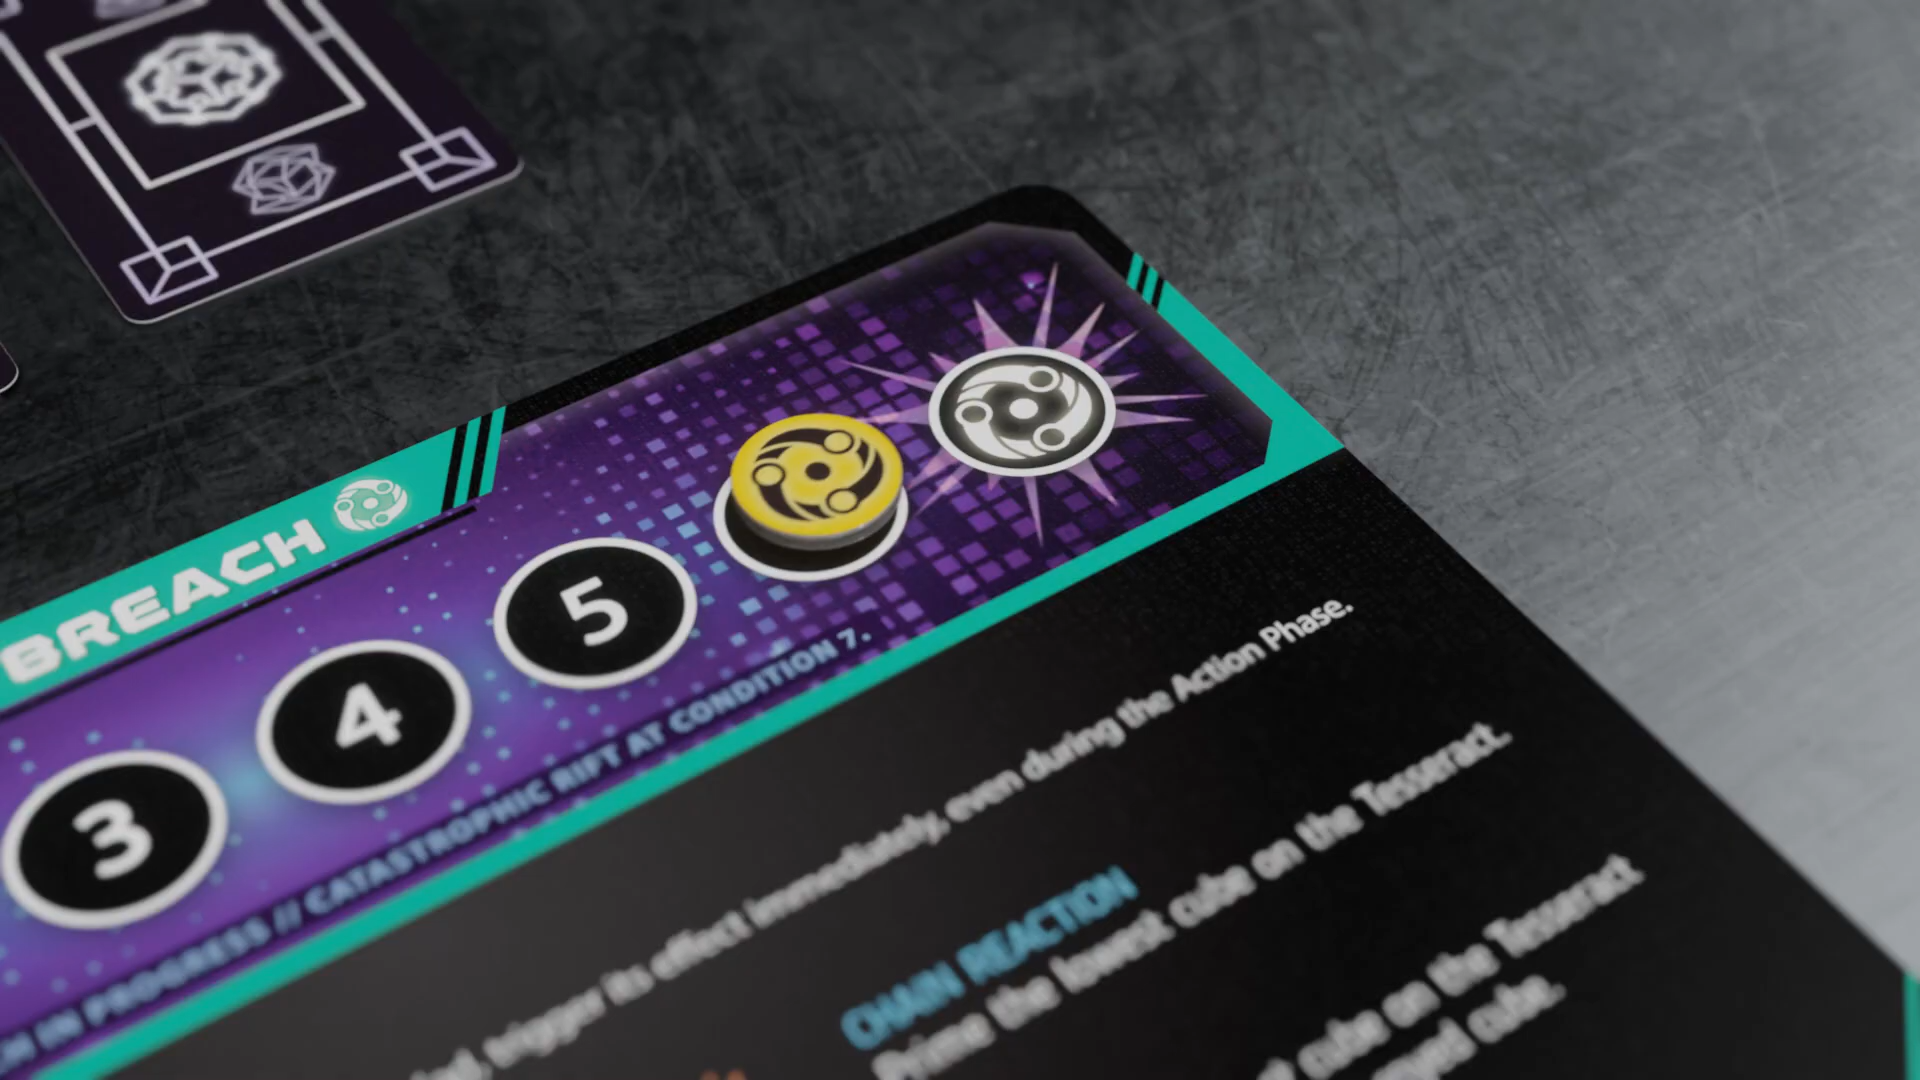 BREACH
3 4 5
IN PROGRESS // CATASTROPHIC RIFT AT CONDITION 7.
trigger its effect immediately, even during the Action Phase.
CHAIN REACTION
Prime the lowest cube on the Tesseract.
cube on the Tesseract
cube.